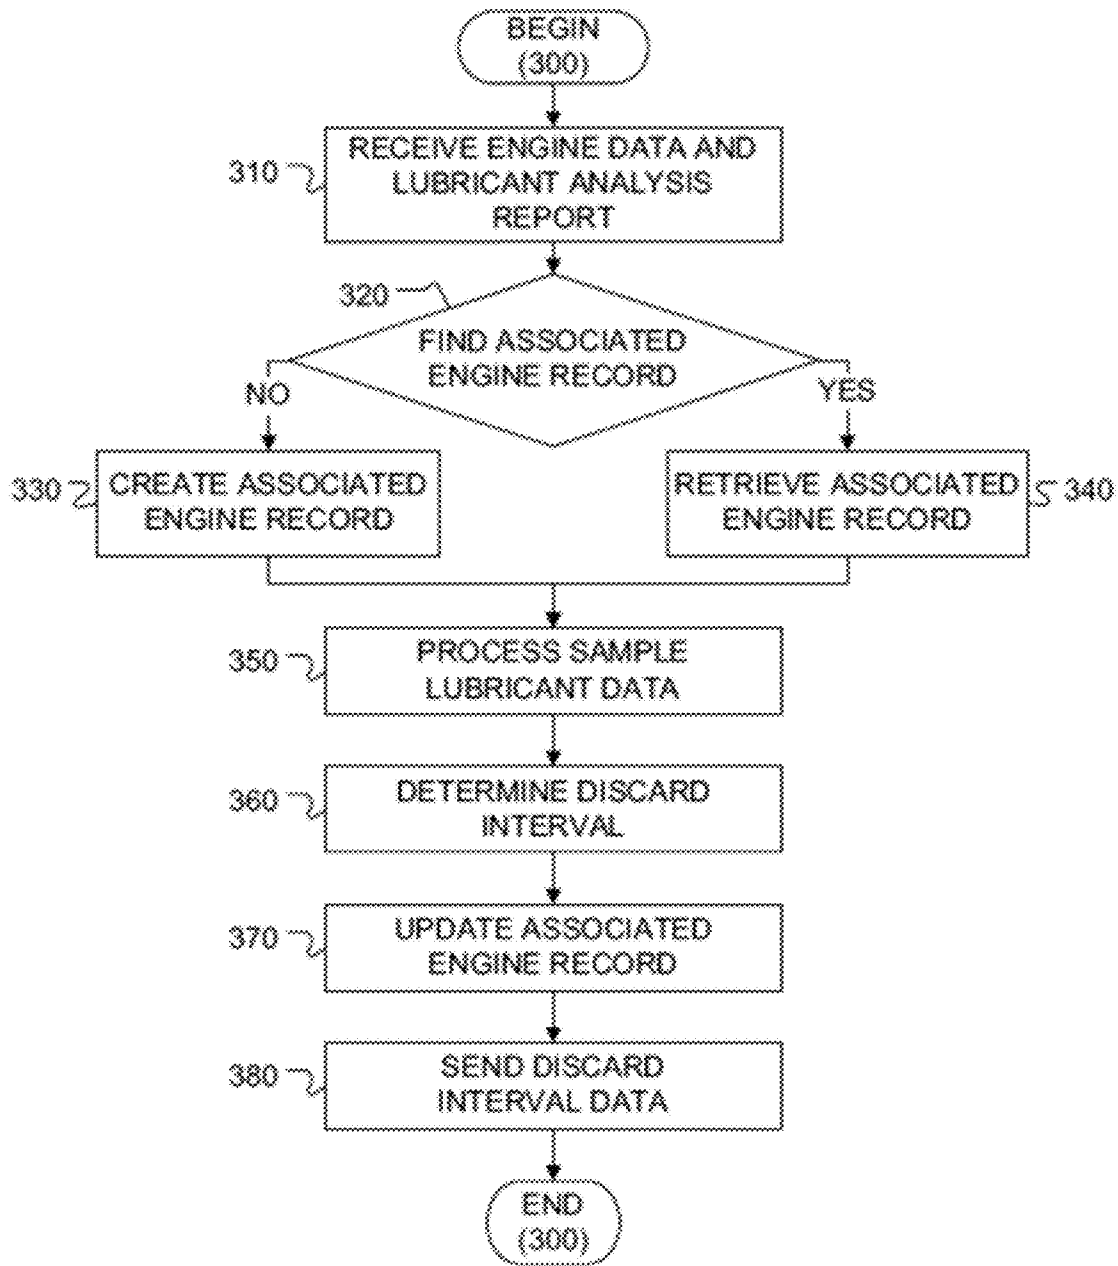 BEGIN
(300)
310
RECEIVE ENGINE DATA AND
LUBRICANT ANALYSIS
REPORT
320
FIND ASSOCIATED
ENGINE RECORD
NO
YES
330
CREATE ASSOCIATED
ENGINE RECORD
RETRIEVE ASSOCIATED
ENGINE RECORD
340
350
PROCESS SAMPLE
LUBRICANT DATA
360
DETERMINE DISCARD
INTERVAL
370
UPDATE ASSOCIATED
ENGINE RECORD
380
SEND DISCARD
INTERVAL DATA
END
(300)